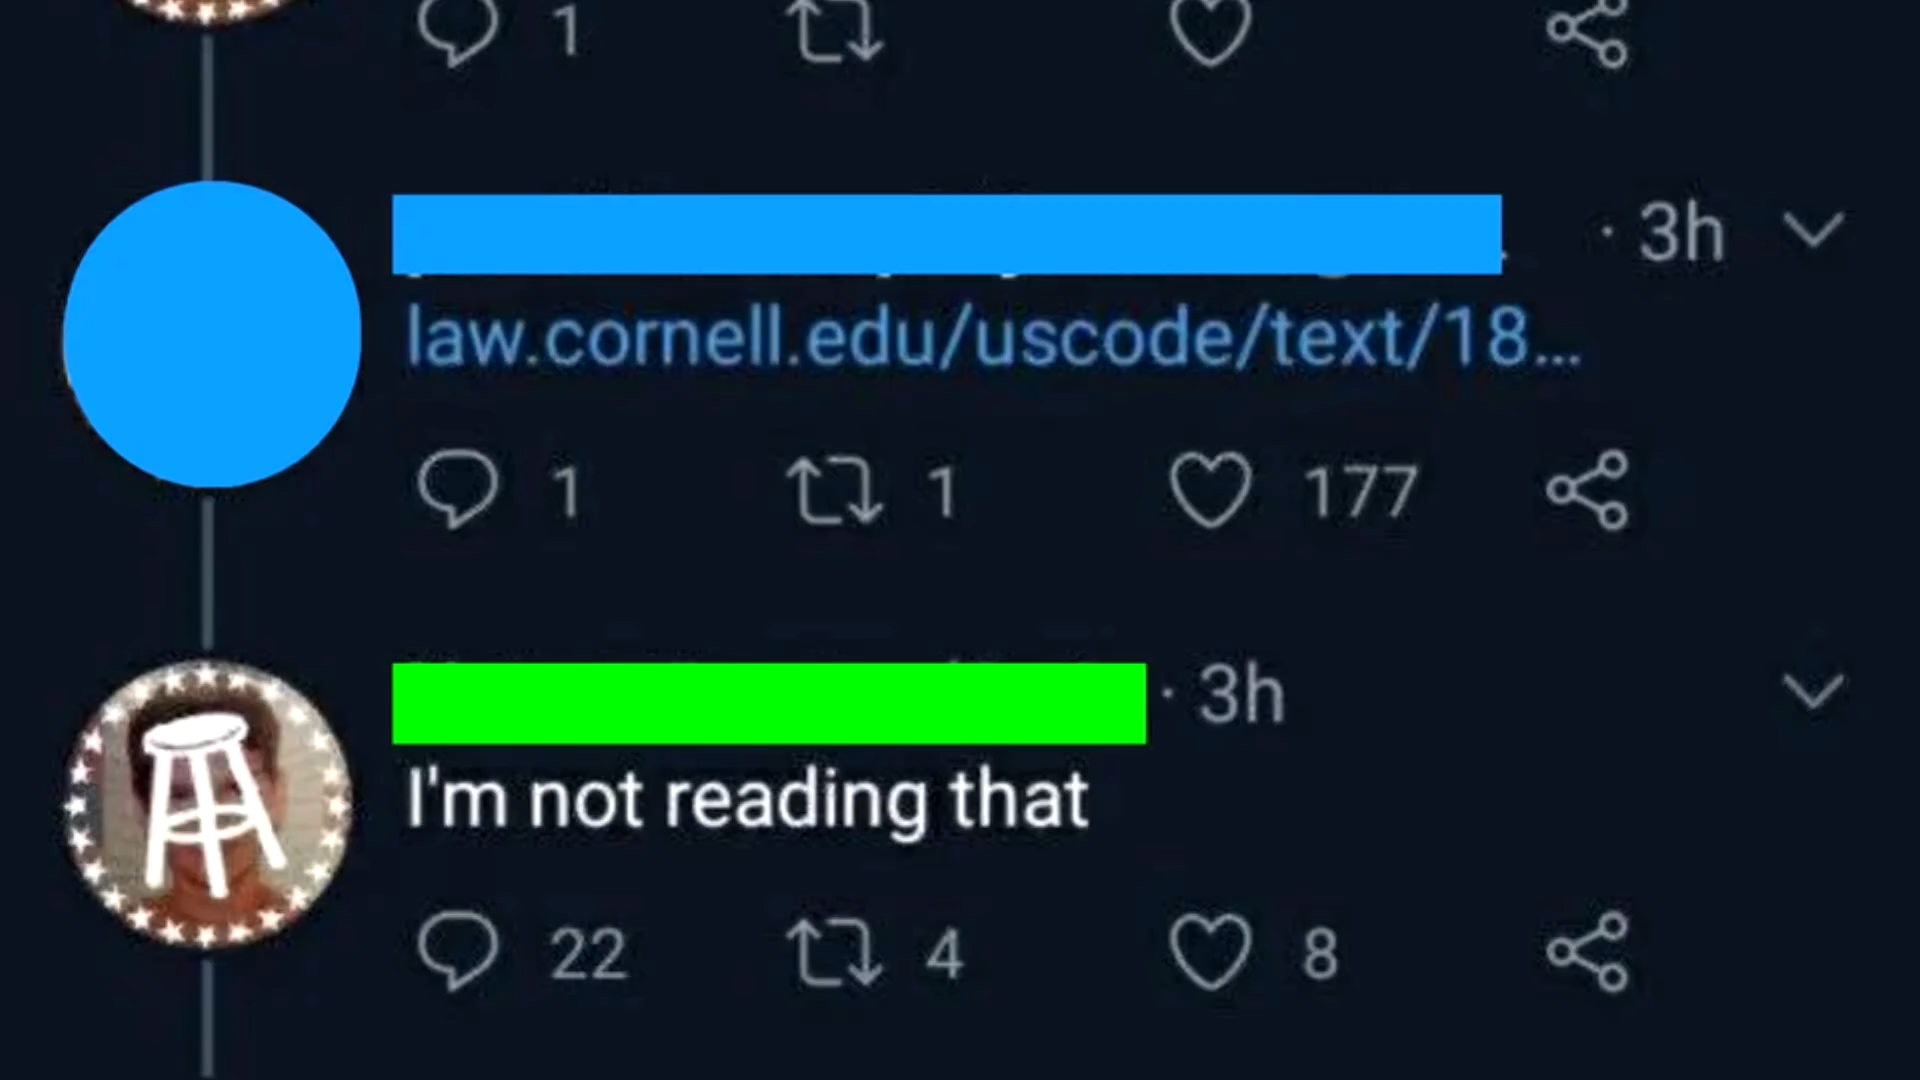 1
· 3h
law.cornell.edu/uscode/text/18...
1 1 177
· 3h
I'm not reading that
22 4 8